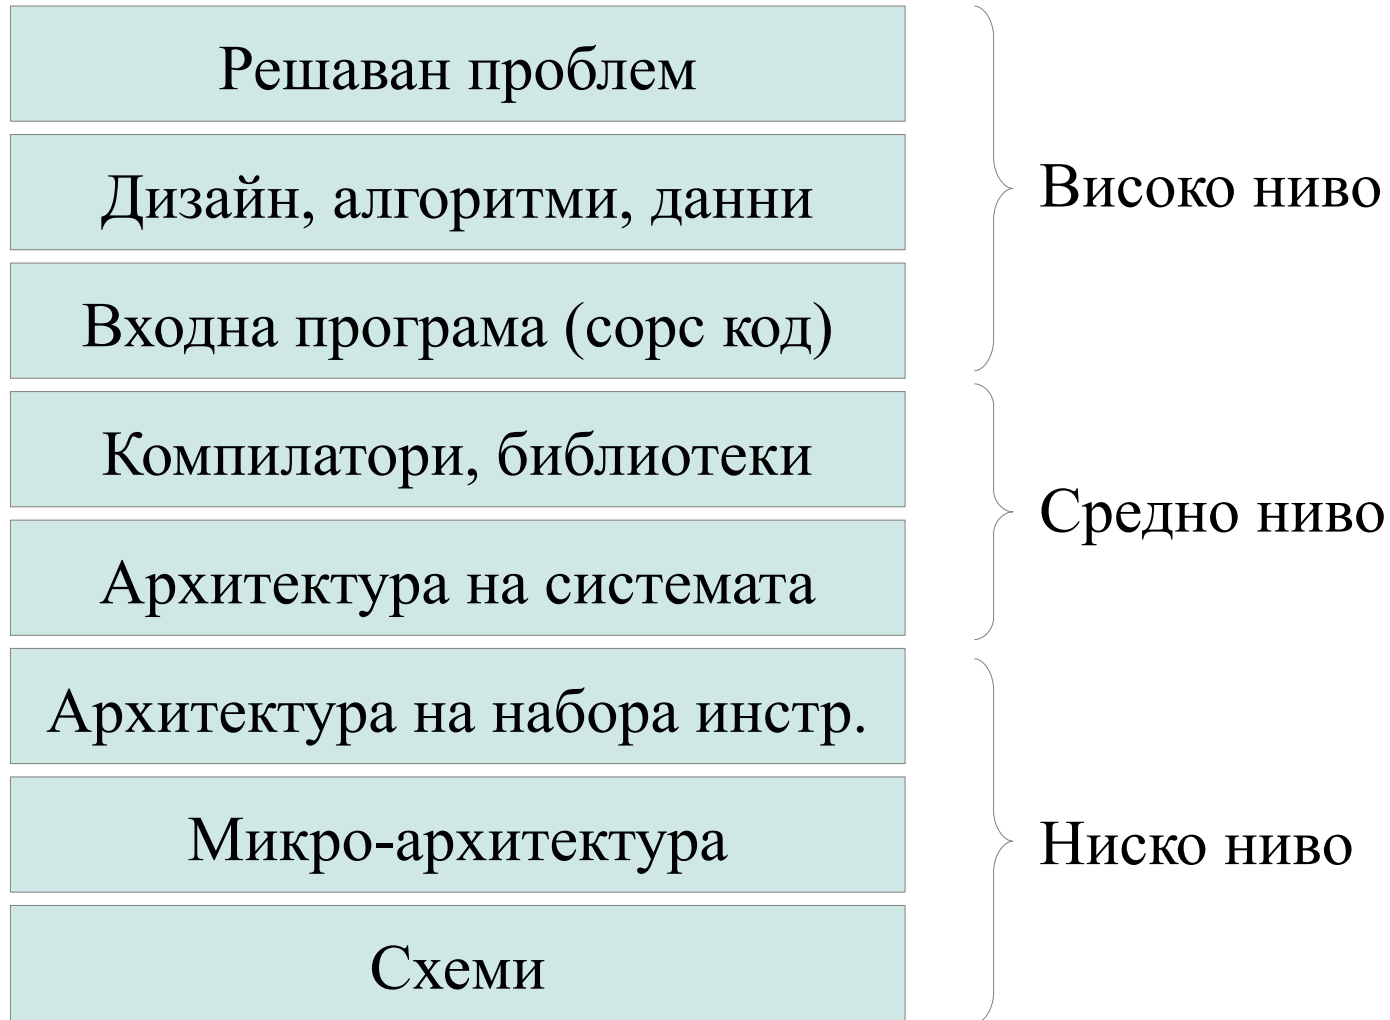 Решаван проблем
Дизайн, алгоритми, данни
Входна програма (сорс код)
Високо ниво
Компилатори, библиотеки
Архитектура на системата
Средно ниво
Архитектура на набора инстр.
Микро-архитектура
Схеми
Ниско ниво